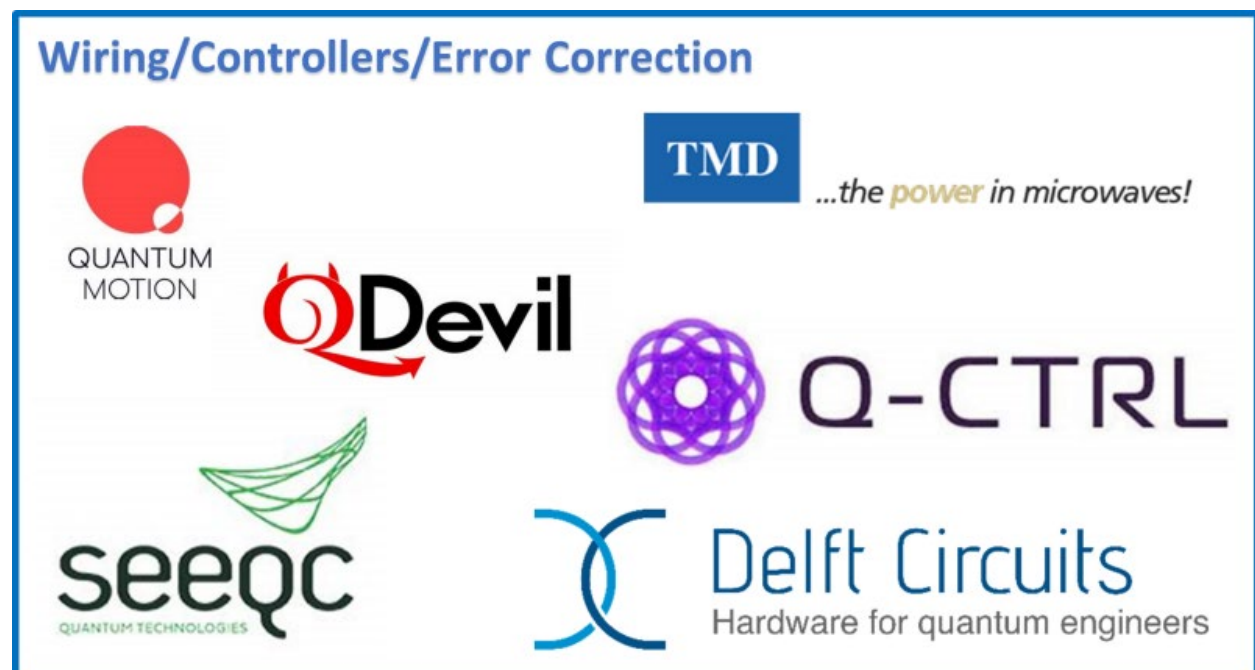 Wiring/Controllers/Error Correction
QUANTUM
MOTION
TMD
...the power in microwaves!
QDevil
Q-CTRL
seeQC
QUANTUM TECHNOLOGIES
Delft Circuits
Hardware for quantum engineers